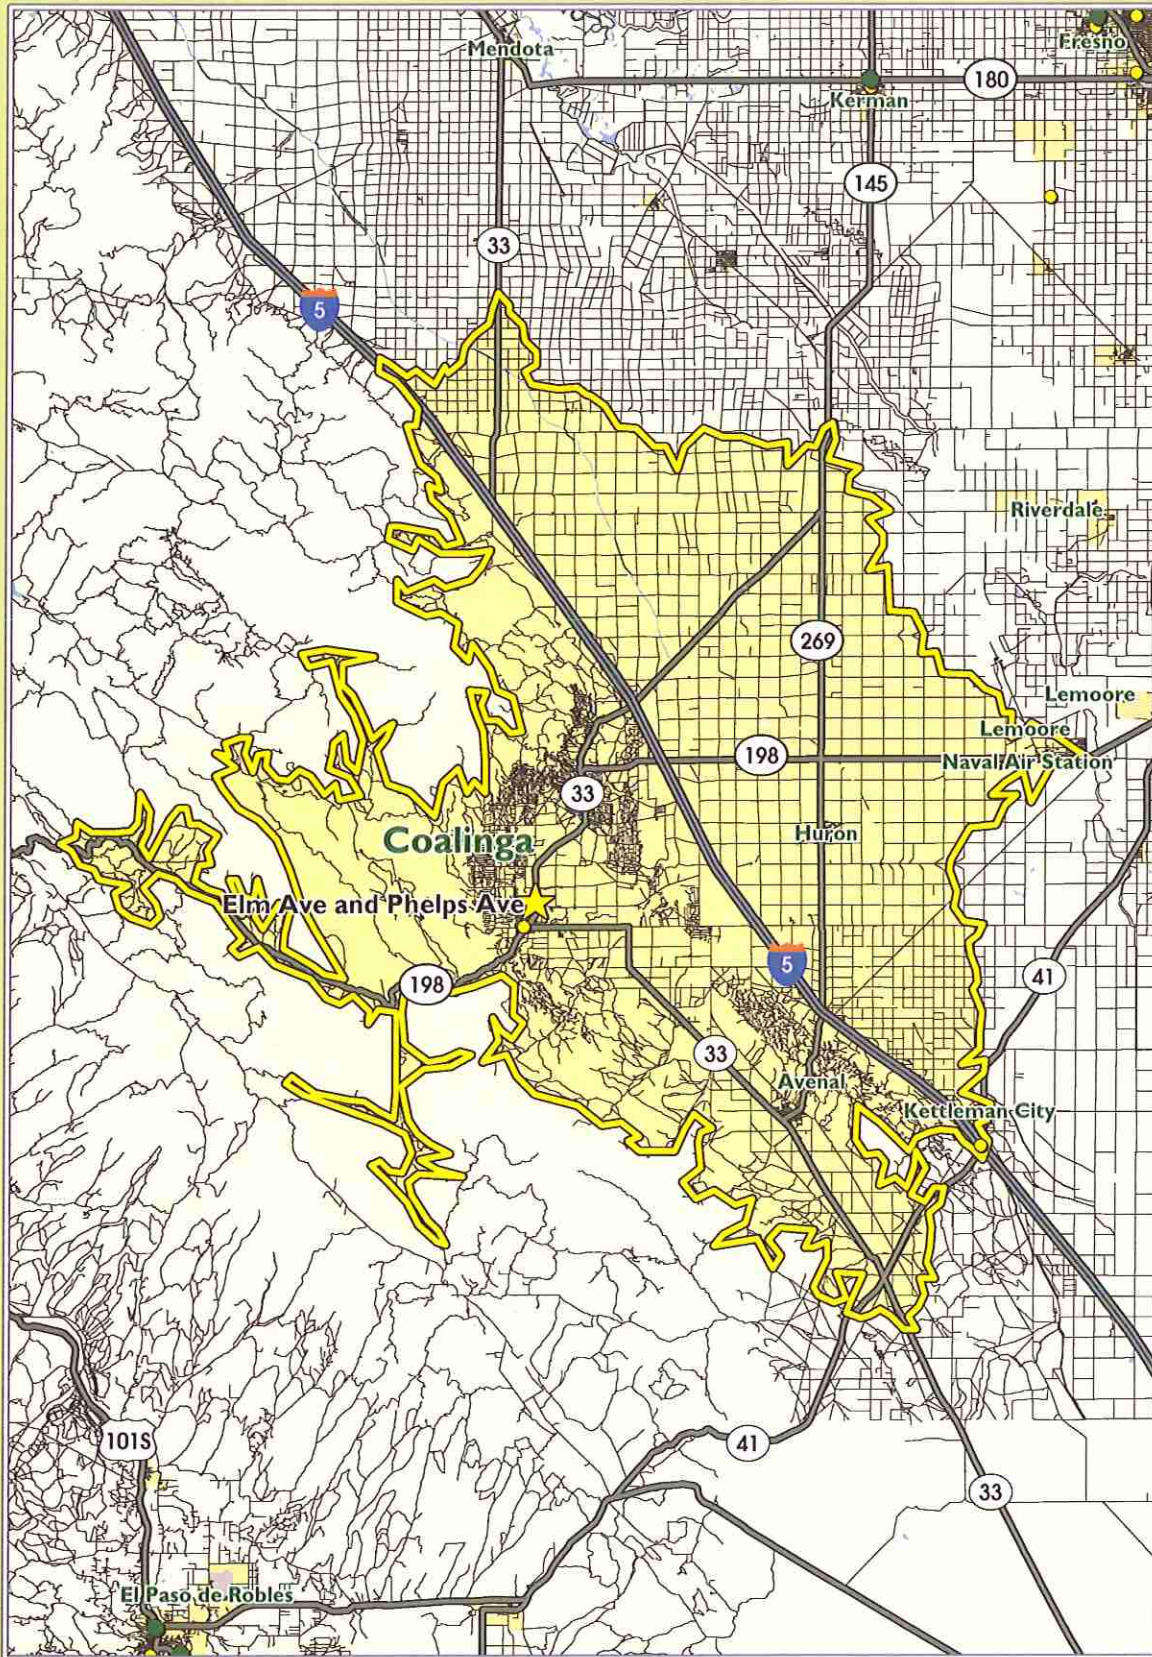 Mendota
Fresno
180
Kerman
145
33
5
Riverdale
269
Lemoore
Lemoore
Naval Air Station
198
33
Huron
Coalinga
Elm Ave and Phelps Ave
5
41
198
33
Avenal
Kettleman City
101S
41
33
El Paso de Robles